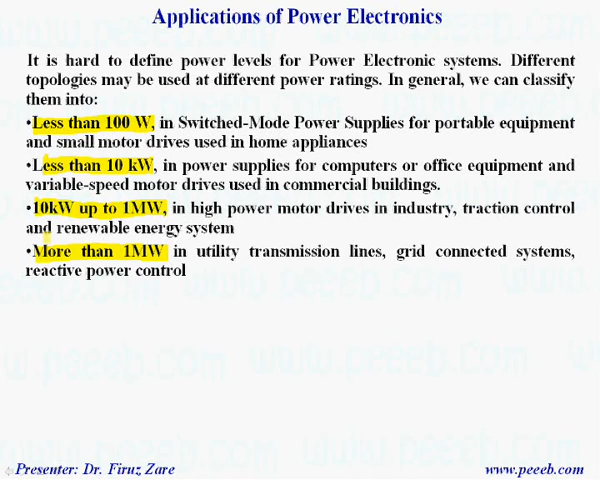 Applications of Power Electronics
It is hard to define power levels for Power Electronic systems. Different
topologies may be used at different power ratings. In general, we can classify
them into:
•Less than 100 W, in Switched-Mode Power Supplies for portable equipment
and small motor drives used in home appliances
•Less than 10 kW, in power supplies for computers or office equipment and
variable-speed motor drives used in commercial buildings.
•10kW up to 1MW, in high power motor drives in industry, traction control
and renewable energy system
•More than 1MW in utility transmission lines, grid connected systems,
reactive power control
Presenter: Dr. Firuz Zare
www.peeeb.com